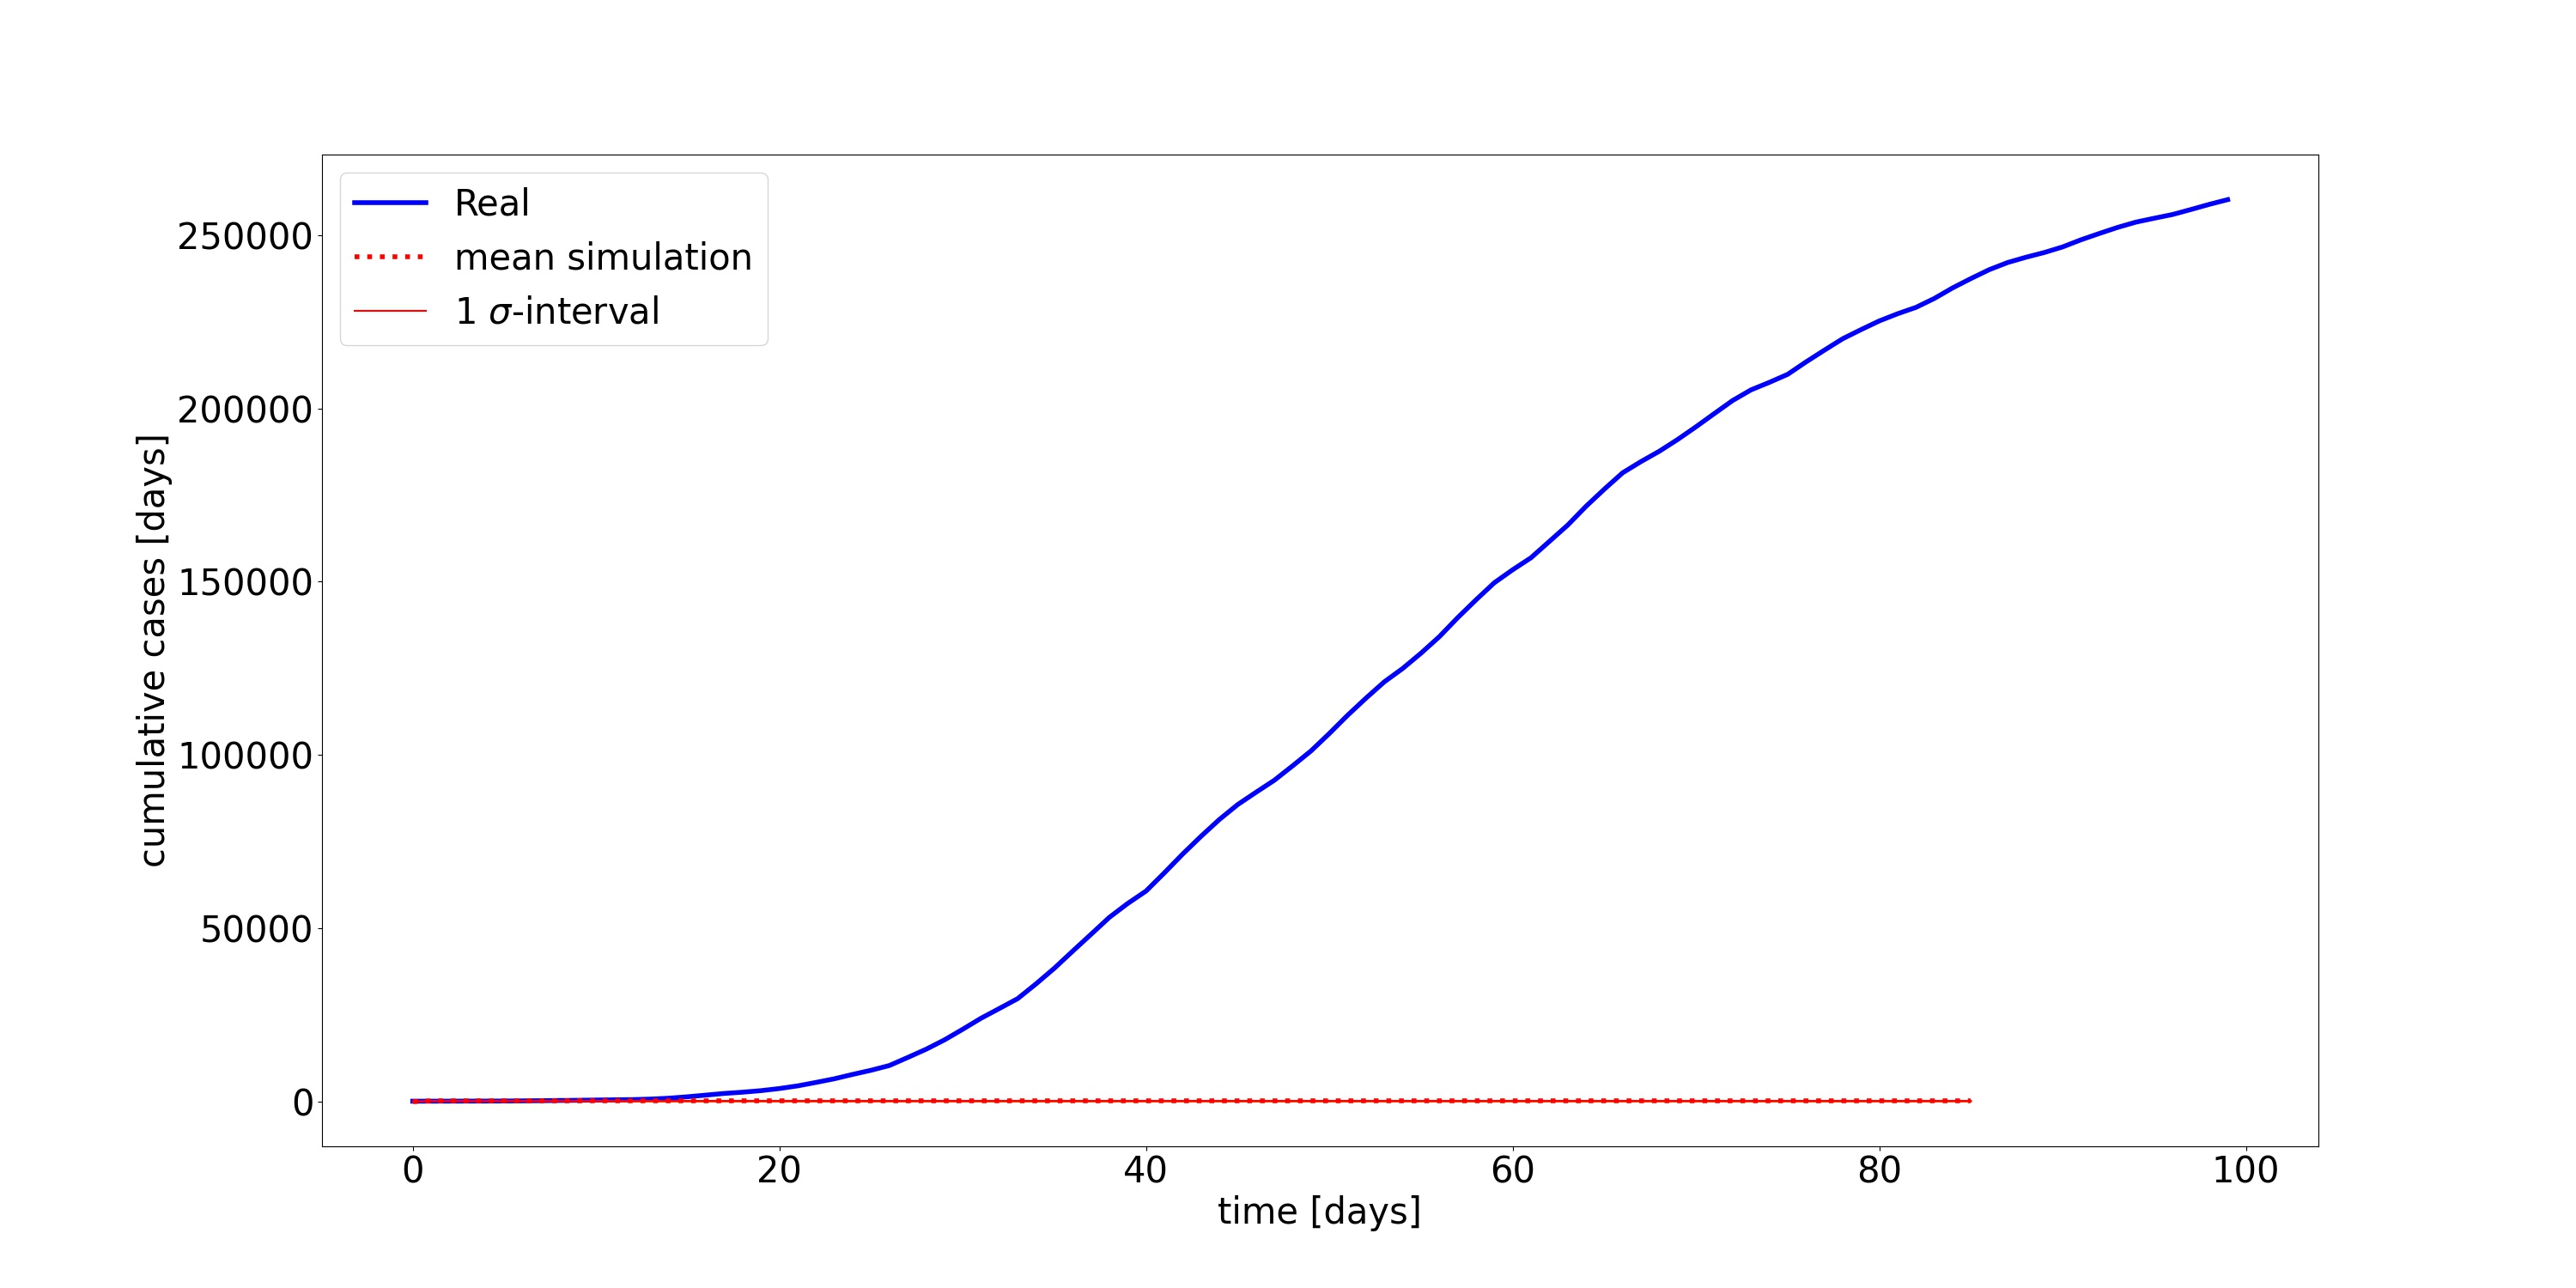 Real
mean simulation
1 σ-interval
250000
200000
150000
100000
50000
0
cumulative cases [days]
0 20 40 60 80 100
time [days]